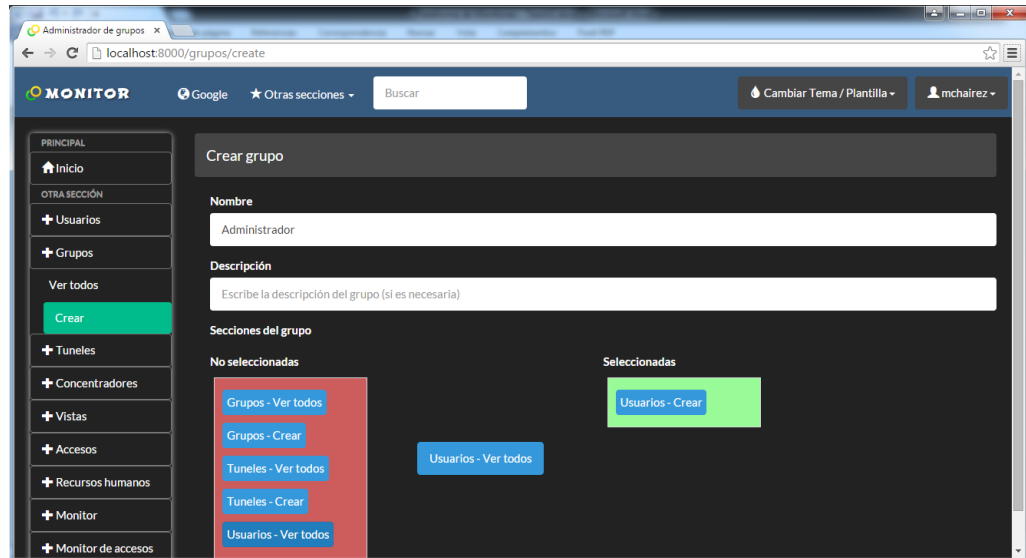 Administrador de grupos
localhost:8000/grupos/create
MONITOR
Google
Otras secciones
Buscar
Cambiar Tema / Plantilla
mchairez
PRINCIPAL
Inicio
OTRA SECCIÓN
Usuarios
Grupos
Ver todos
Crear
Tuneles
Concentradores
Vistas
Accesos
Recursos humanos
Monitor
Monitor de accesos
Crear grupo
Nombre
Administrador
Descripción
Escribe la descripción del grupo (si es necesaria)
Secciones del grupo
No seleccionadas
Grupos - Ver todos
Grupos - Crear
Tuneles - Ver todos
Tuneles - Crear
Usuarios - Ver todos
Usuarios - Ver todos
Seleccionadas
Usuarios - Crear